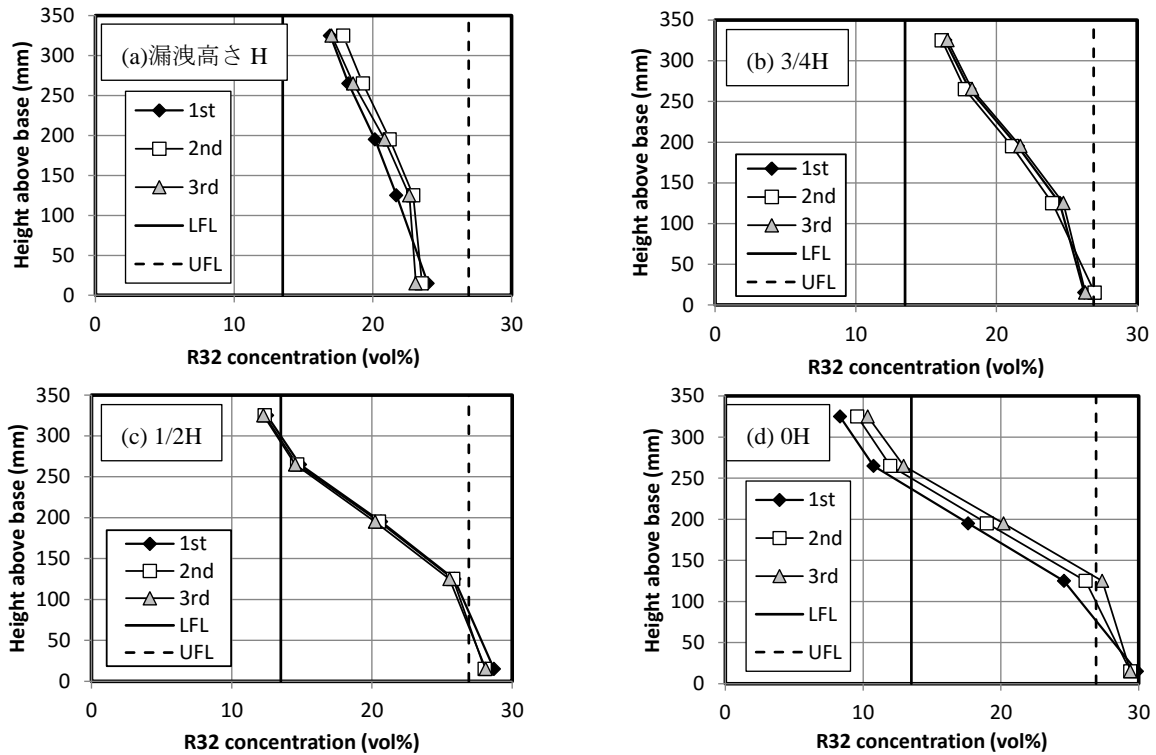 350
300
250
200
150
100
50
0
Height above base (mm)
(a)漏洩高さ H
1st
2nd
3rd
LFL
UFL
0 10 20 30
R32 concentration (vol%)
350
300
250
200
150
100
50
0
Height above base (mm)
(b) 3/4H
1st
2nd
3rd
LFL
UFL
0 10 20 30
R32 concentration (vol%)
350
300
250
200
150
100
50
0
Height above base (mm)
(c) 1/2H
1st
2nd
3rd
LFL
UFL
0 10 20 30
R32 concentration (vol%)
350
300
250
200
150
100
50
0
Height above base (mm)
(d) 0H
1st
2nd
3rd
LFL
UFL
0 10 20 30
R32 concentration (vol%)